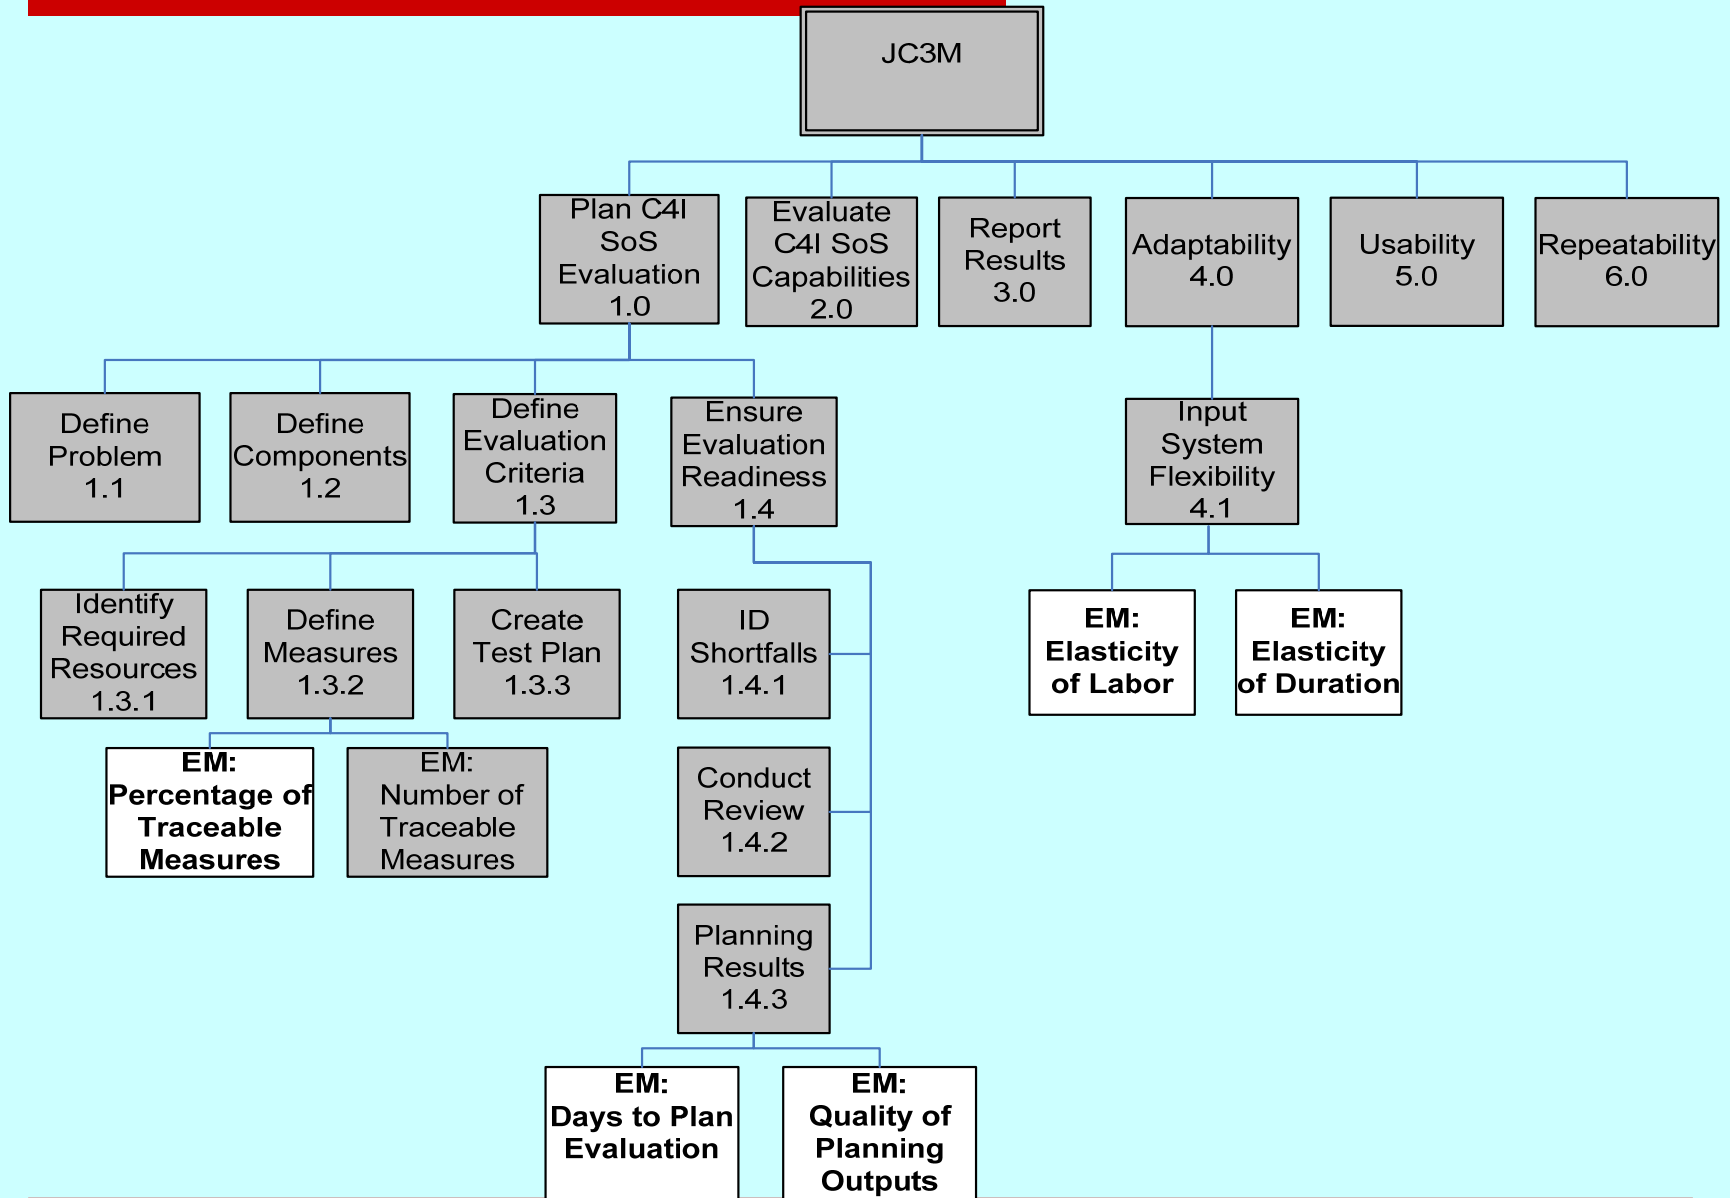 JC3M
Plan C4I
SoS
Evaluation
1.0
Evaluate
C4I SoS
Capabilities
2.0
Report
Results
3.0
Adaptability
4.0
Usability
5.0
Repeatability
6.0
Define
Problem
1.1
Define
Components
1.2
Define
Evaluation
Criteria
1.3
Ensure
Evaluation
Readiness
1.4
Input
System
Flexibility
4.1
Identify
Required
Resources
1.3.1
Define
Measures
1.3.2
Create
Test Plan
1.3.3
ID
Shortfalls
1.4.1
EM:
Elasticity
of Labor
EM:
Elasticity
of Duration
EM:
Percentage of
Traceable
Measures
EM:
Number of
Traceable
Measures
Conduct
Review
1.4.2
Planning
Results
1.4.3
EM:
Days to Plan
Evaluation
EM:
Quality of
Planning
Outputs